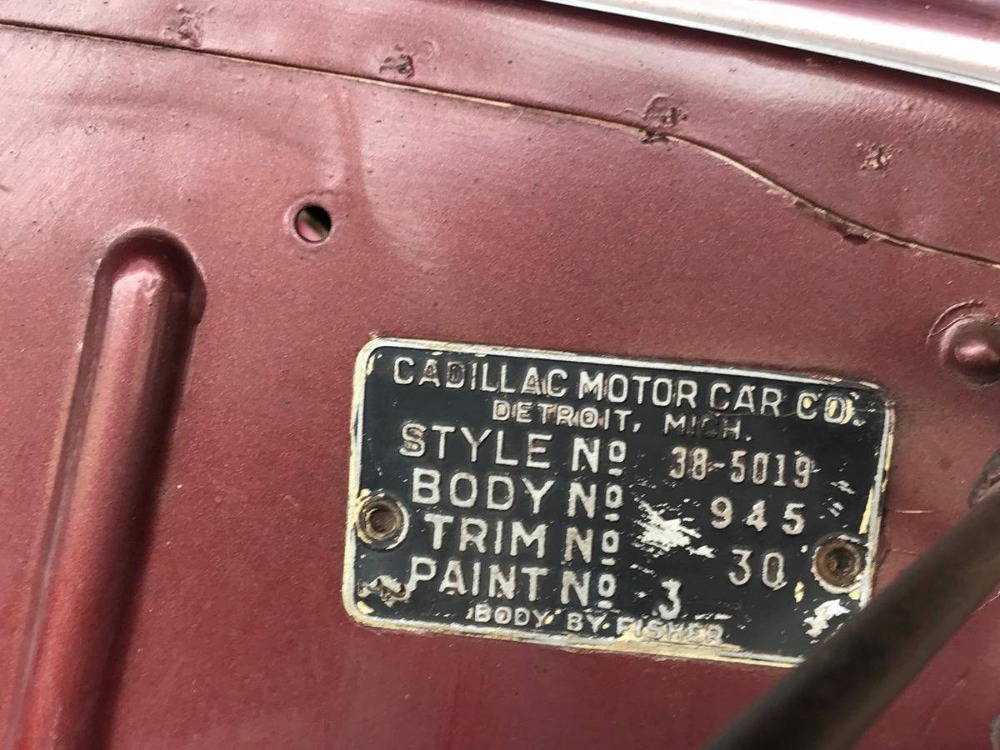 CADILLAC MOTOR CAR CO.
DETROIT, MICH.
STYLE Nº 38-5019
BODY Nº 945
TRIM Nº 30
PAINT Nº 3
BODY BY FISHER